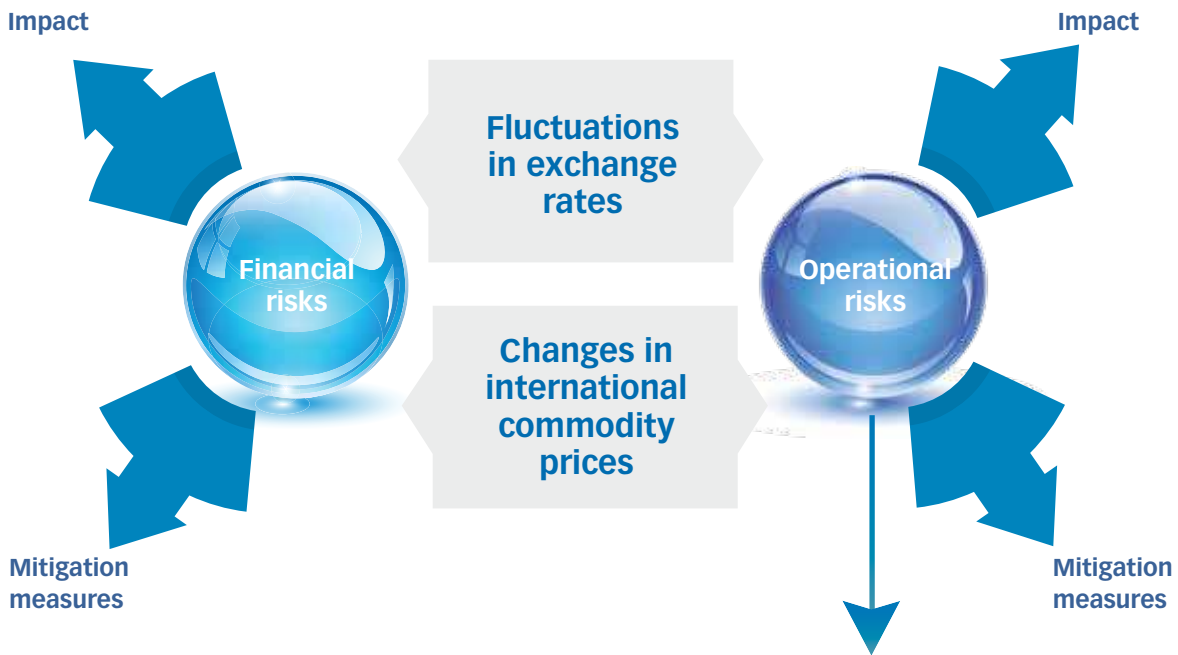 Impact
Impact
Fluctuations
in exchange
rates
Financial
risks
Operational
risks
Changes in
international
commodity
prices
Mitigation
measures
Mitigation
measures